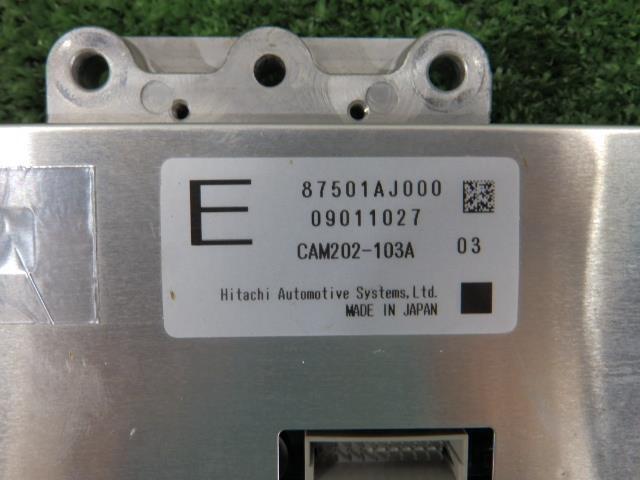 E
87501AJ000
09011027
CAM202-103A 03
Hitachi Automotive Systems,Ltd.
MADE IN JAPAN